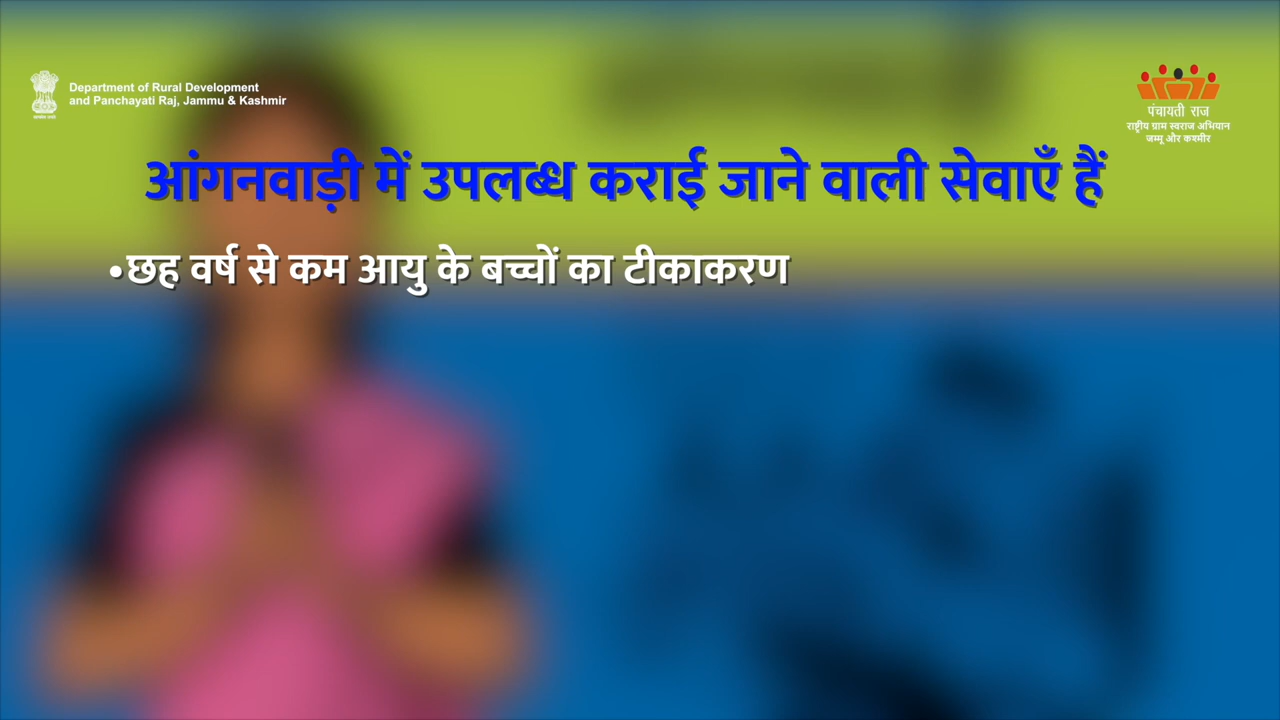 Department of Rural Development
and Panchayati Raj, Jammu & Kashmir
पंचायती राज
राष्ट्रीय ग्राम स्वराज अभियान
जम्मू और कश्मीर
आंगनवाड़ी में उपलब्ध कराई जाने वाली सेवाएँ हैं
•छह वर्ष से कम आयु के बच्चों का टीकाकरण